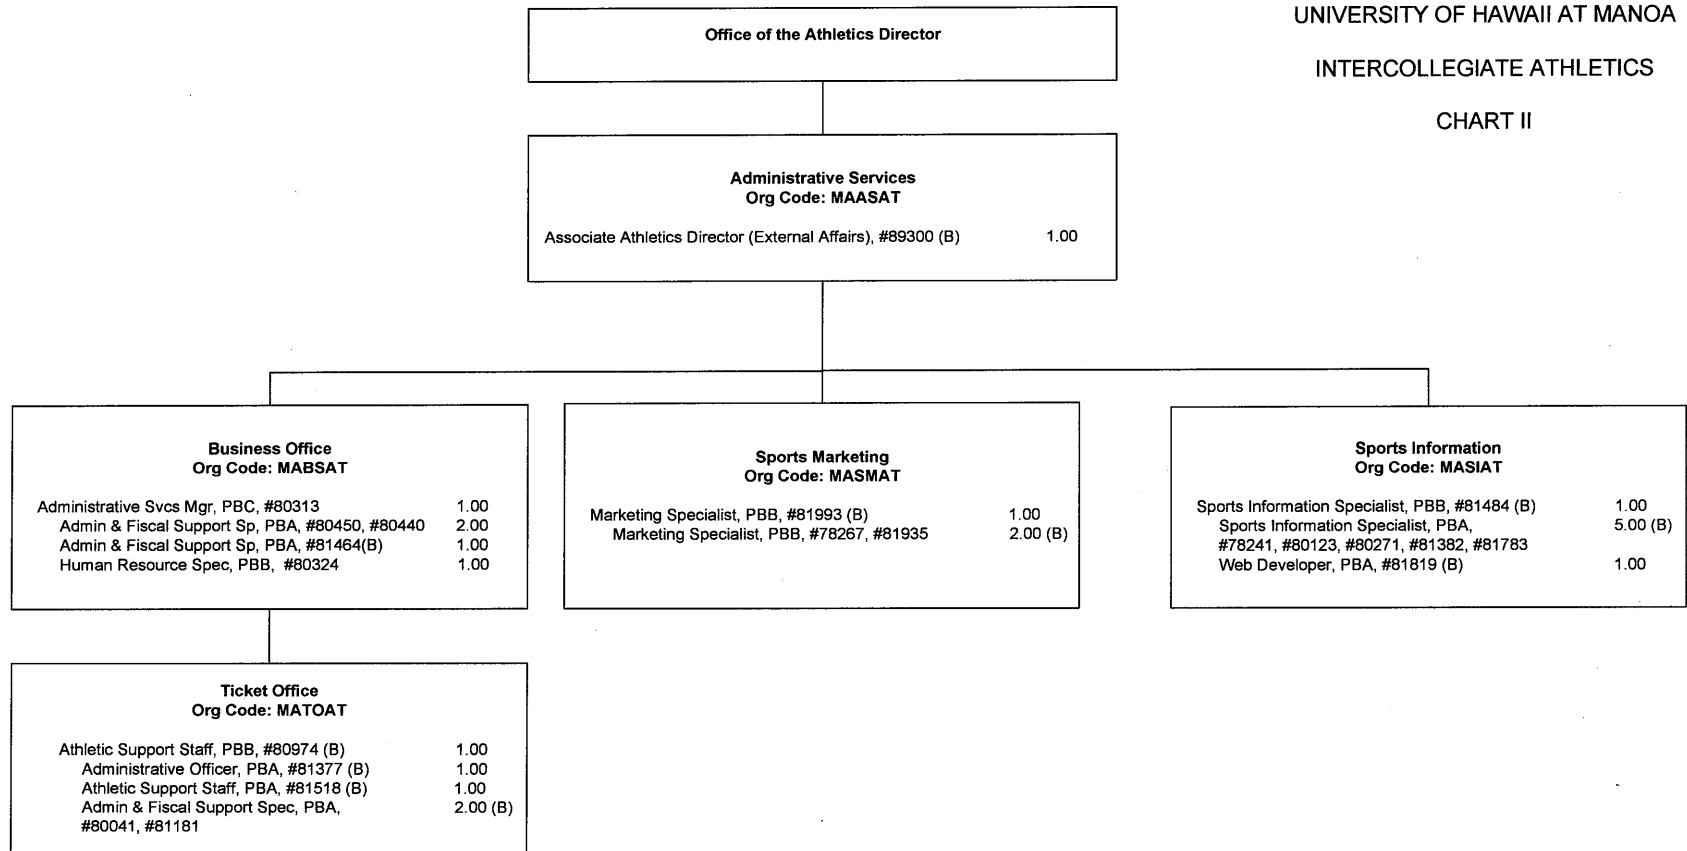 UNIVERSITY OF HAWAII AT MANOA
INTERCOLLEGIATE ATHLETICS
CHART II
Office of the Athletics Director
Administrative Services
Org Code: MAASAT
Associate Athletics Director (External Affairs), #89300 (B) 1.00
Business Office
Org Code: MABSAT
Administrative Svcs Mgr, PBC, #80313 1.00
Admin & Fiscal Support Sp, PBA, #80450, #80440 2.00
Admin & Fiscal Support Sp, PBA, #81464(B) 1.00
Human Resource Spec, PBB, #80324 1.00
Sports Marketing
Org Code: MASMAT
Marketing Specialist, PBB, #81993 (B) 1.00
Marketing Specialist, PBB, #78267, #81935 2.00 (B)
Sports Information
Org Code: MASIAT
Sports Information Specialist, PBB, #81484 (B) 1.00
Sports Information Specialist, PBA, 5.00 (B)
#78241, #80123, #80271, #81382, #81783
Web Developer, PBA, #81819 (B) 1.00
Ticket Office
Org Code: MATOAT
Athletic Support Staff, PBB, #80974 (B) 1.00
Administrative Officer, PBA, #81377 (B) 1.00
Athletic Support Staff, PBA, #81518 (B) 1.00
Admin & Fiscal Support Spec, PBA, 2.00 (B)
#80041, #81181